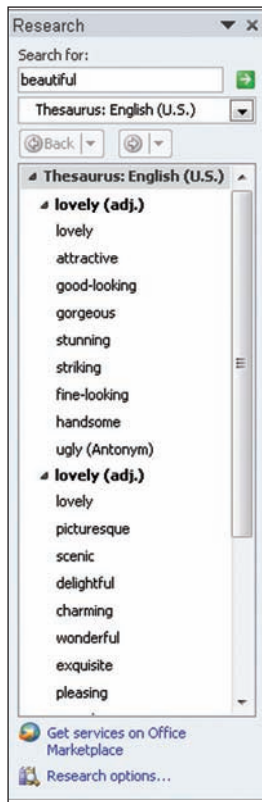 Research
Search for:
beautiful
Thesaurus: English (U.S.)
Back
Thesaurus: English (U.S.)
lovely (adj.)
lovely
attractive
good-looking
gorgeous
stunning
striking
fine-looking
handsome
ugly (Antonym)
lovely (adj.)
lovely
picturesque
scenic
delightful
charming
wonderful
exquisite
pleasing
Get services on Office
Marketplace
Research options...